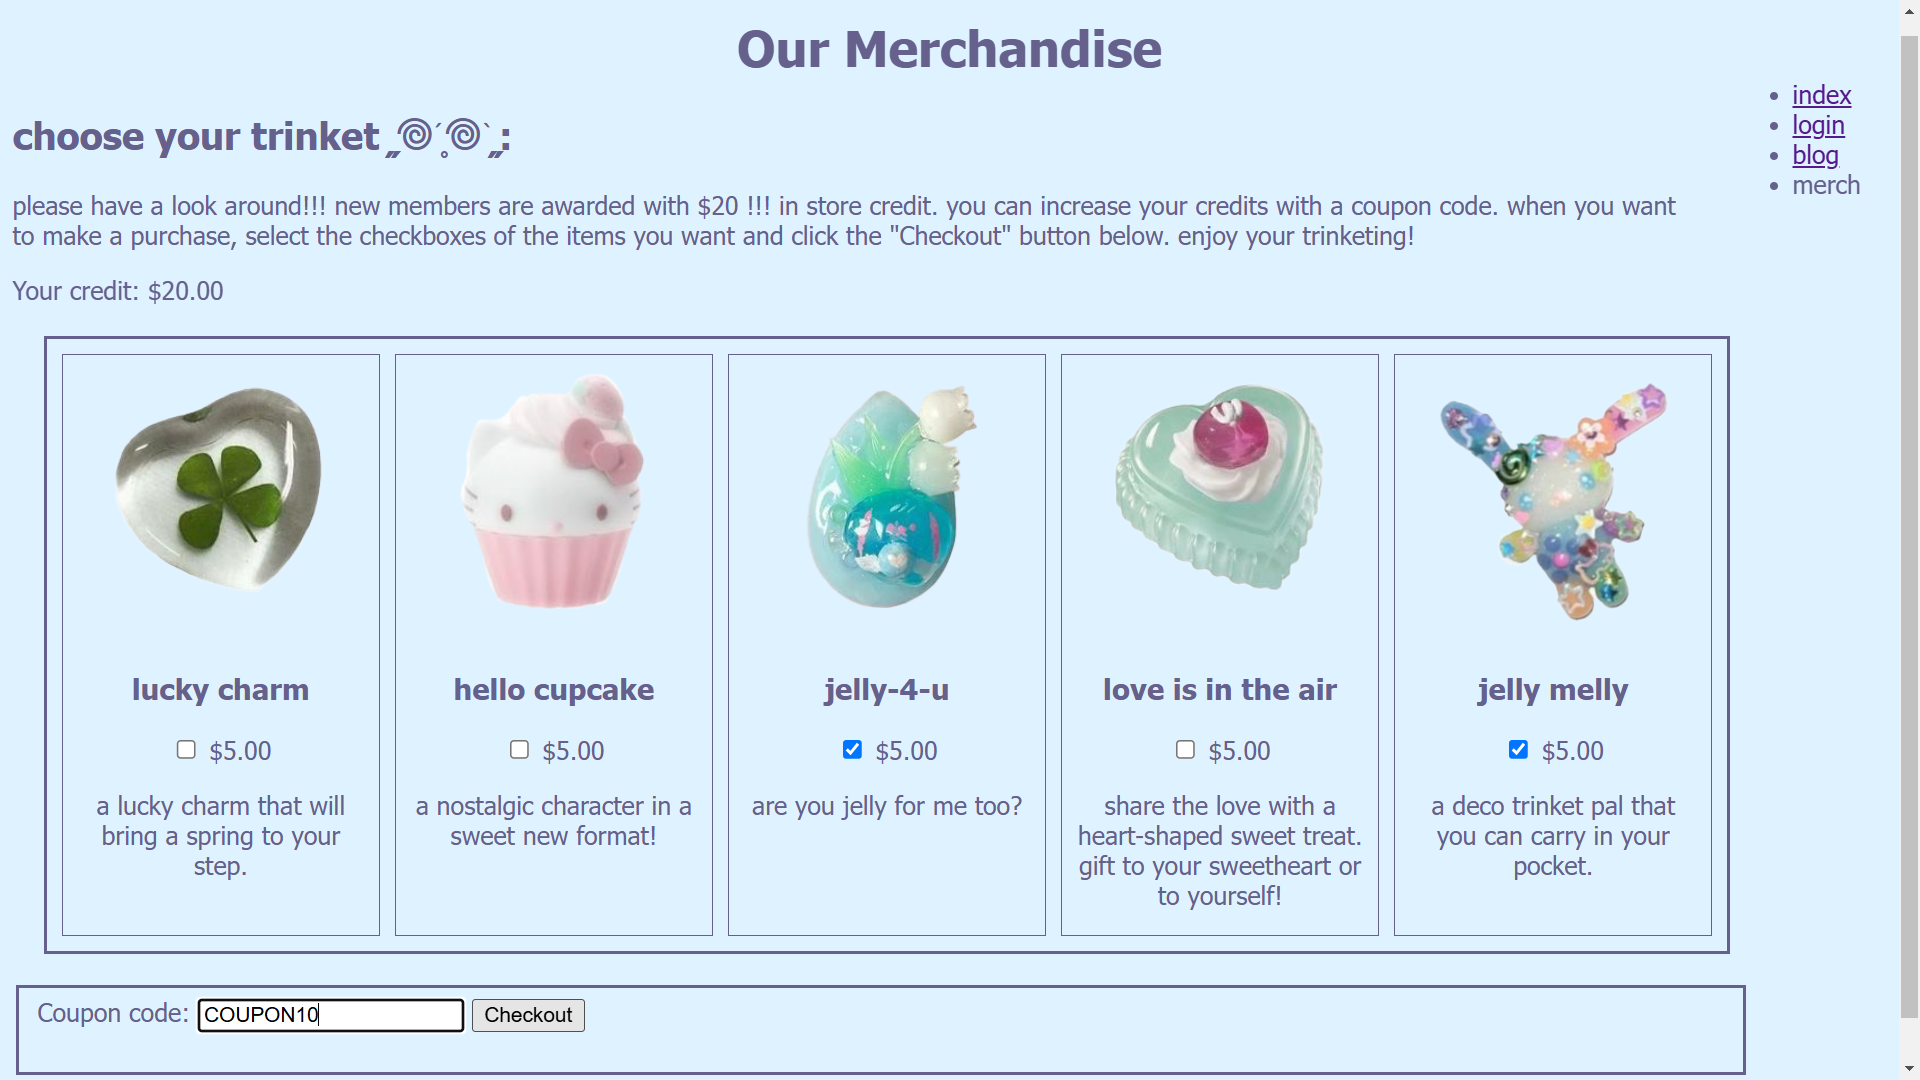 Our Merchandise
index
login
blog
merch
choose your trinket ˶꩜´̥꩜`˶:
please have a look around!!! new members are awarded with $20 !!! in store credit. you can increase your credits with a coupon code. when you want
to make a purchase, select the checkboxes of the items you want and click the "Checkout" button below. enjoy your trinketing!
Your credit: $20.00
lucky charm
$5.00
a lucky charm that will
bring a spring to your
step.
hello cupcake
$5.00
a nostalgic character in a
sweet new format!
jelly-4-u
$5.00
are you jelly for me too?
love is in the air
$5.00
share the love with a
heart-shaped sweet treat.
gift to your sweetheart or
to yourself!
jelly melly
$5.00
a deco trinket pal that
you can carry in your
pocket.
Coupon code: COUPON10 Checkout